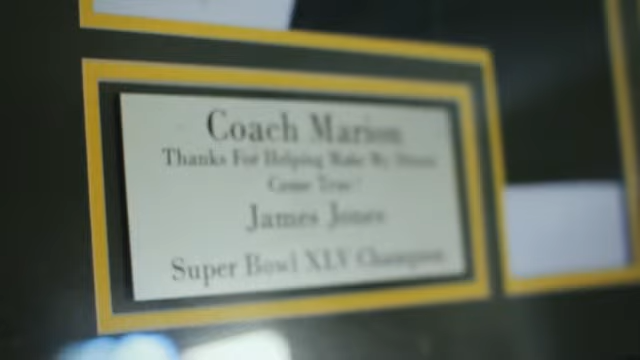 Coach Marion
Thanks For Helping Make My Dream
Come True!
James Jones
Super Bowl XLV Champion